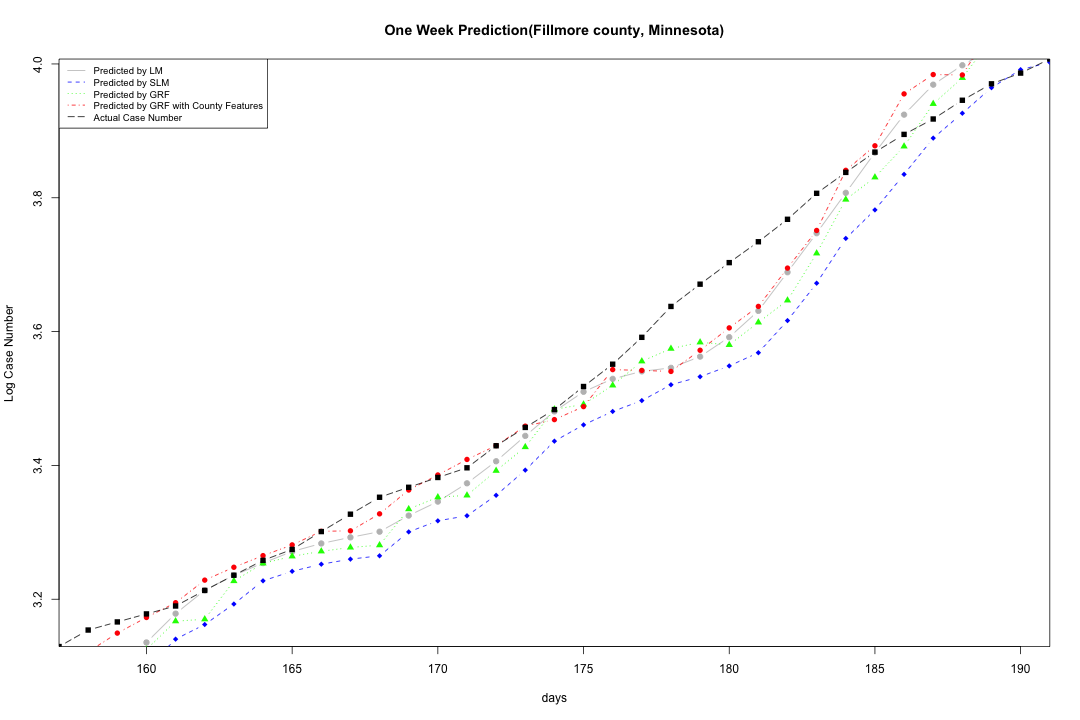 One Week Prediction(Fillmore county, Minnesota)
Predicted by LM
Predicted by SLM
Predicted by GRF
Predicted by GRF with County Features
Actual Case Number
Log Case Number
4.0
3.8
3.6
3.4
3.2
160 165 170 175 180 185 190
days